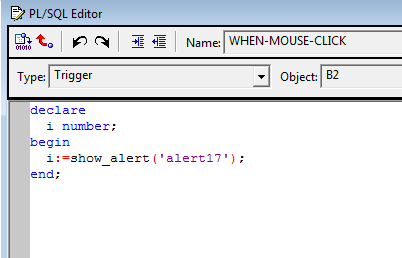 PL/SQL Editor
Name: WHEN-MOUSE-CLICK
Type: Trigger Object: B2
declare
i number;
begin
i:=show_alert('alert17');
end;